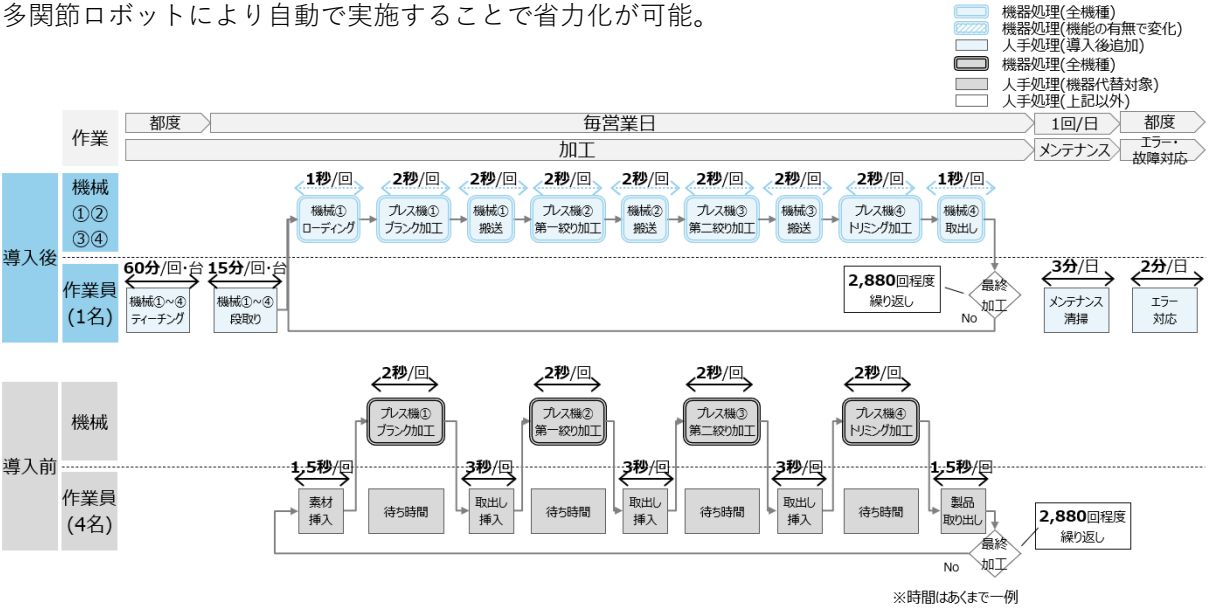 多関節ロボットにより自動で実施することで省力化が可能。
機器処理(全機種)
機器処理(機能の有無で変化)
人手処理(導入後追加)
機器処理(全機種)
人手処理(機器代替対象)
人手処理(上記以外)
作業
都度
毎営業日
1回/日
都度
加工
メンテナンス
エラー・
故障対応
導入後
機械
①②
③④
1秒/回
2秒/回
2秒/回
2秒/回
2秒/回
2秒/回
2秒/回
2秒/回
1秒/回
機械①
ローディング
プレス機①
ブランク加工
機械①
搬送
プレス機②
第一絞り加工
機械②
搬送
プレス機③
第二絞り加工
機械③
搬送
プレス機④
トリミング加工
機械④
取出し
作業員
(1名)
60分/回・台
15分/回・台
機械①~④
ティーチング
機械①~④
段取り
2,880回程度
繰り返し
最終
加工
No
3分/日
2分/日
メンテナンス
清掃
エラー
対応
導入前
機械
2秒/回
2秒/回
2秒/回
2秒/回
プレス機①
ブランク加工
プレス機②
第一絞り加工
プレス機③
第二絞り加工
プレス機④
トリミング加工
作業員
(4名)
1.5秒/回
3秒/回
3秒/回
3秒/回
1.5秒/回
素材
挿入
待ち時間
取出し
挿入
待ち時間
取出し
挿入
待ち時間
取出し
挿入
待ち時間
製品
取り出し
2,880回程度
繰り返し
最終
加工
No
※時間はあくまで一例